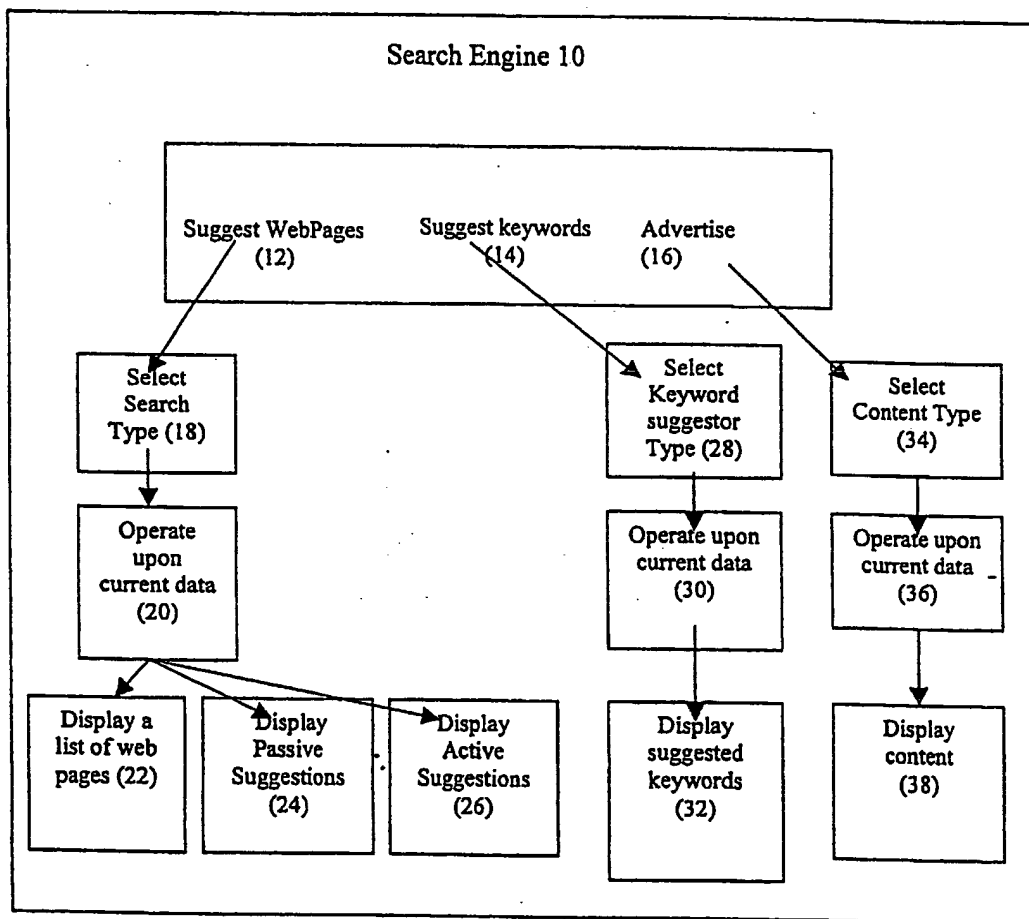 Search Engine 10
Suggest WebPages
(12)
Suggest keywords
(14)
Advertise
(16)
Select
Search
Type (18)
Select
Keyword
suggestor
Type (28)
Select
Content Type
(34)
Operate
upon
current data
(20)
Operate upon
current data
(30)
Operate upon
current data
(36)
Display a
list of web
pages (22)
Display
Passive
Suggestions
(24)
Display
Active
Suggestions
(26)
Display
suggested
keywords
(32)
Display
content
(38)